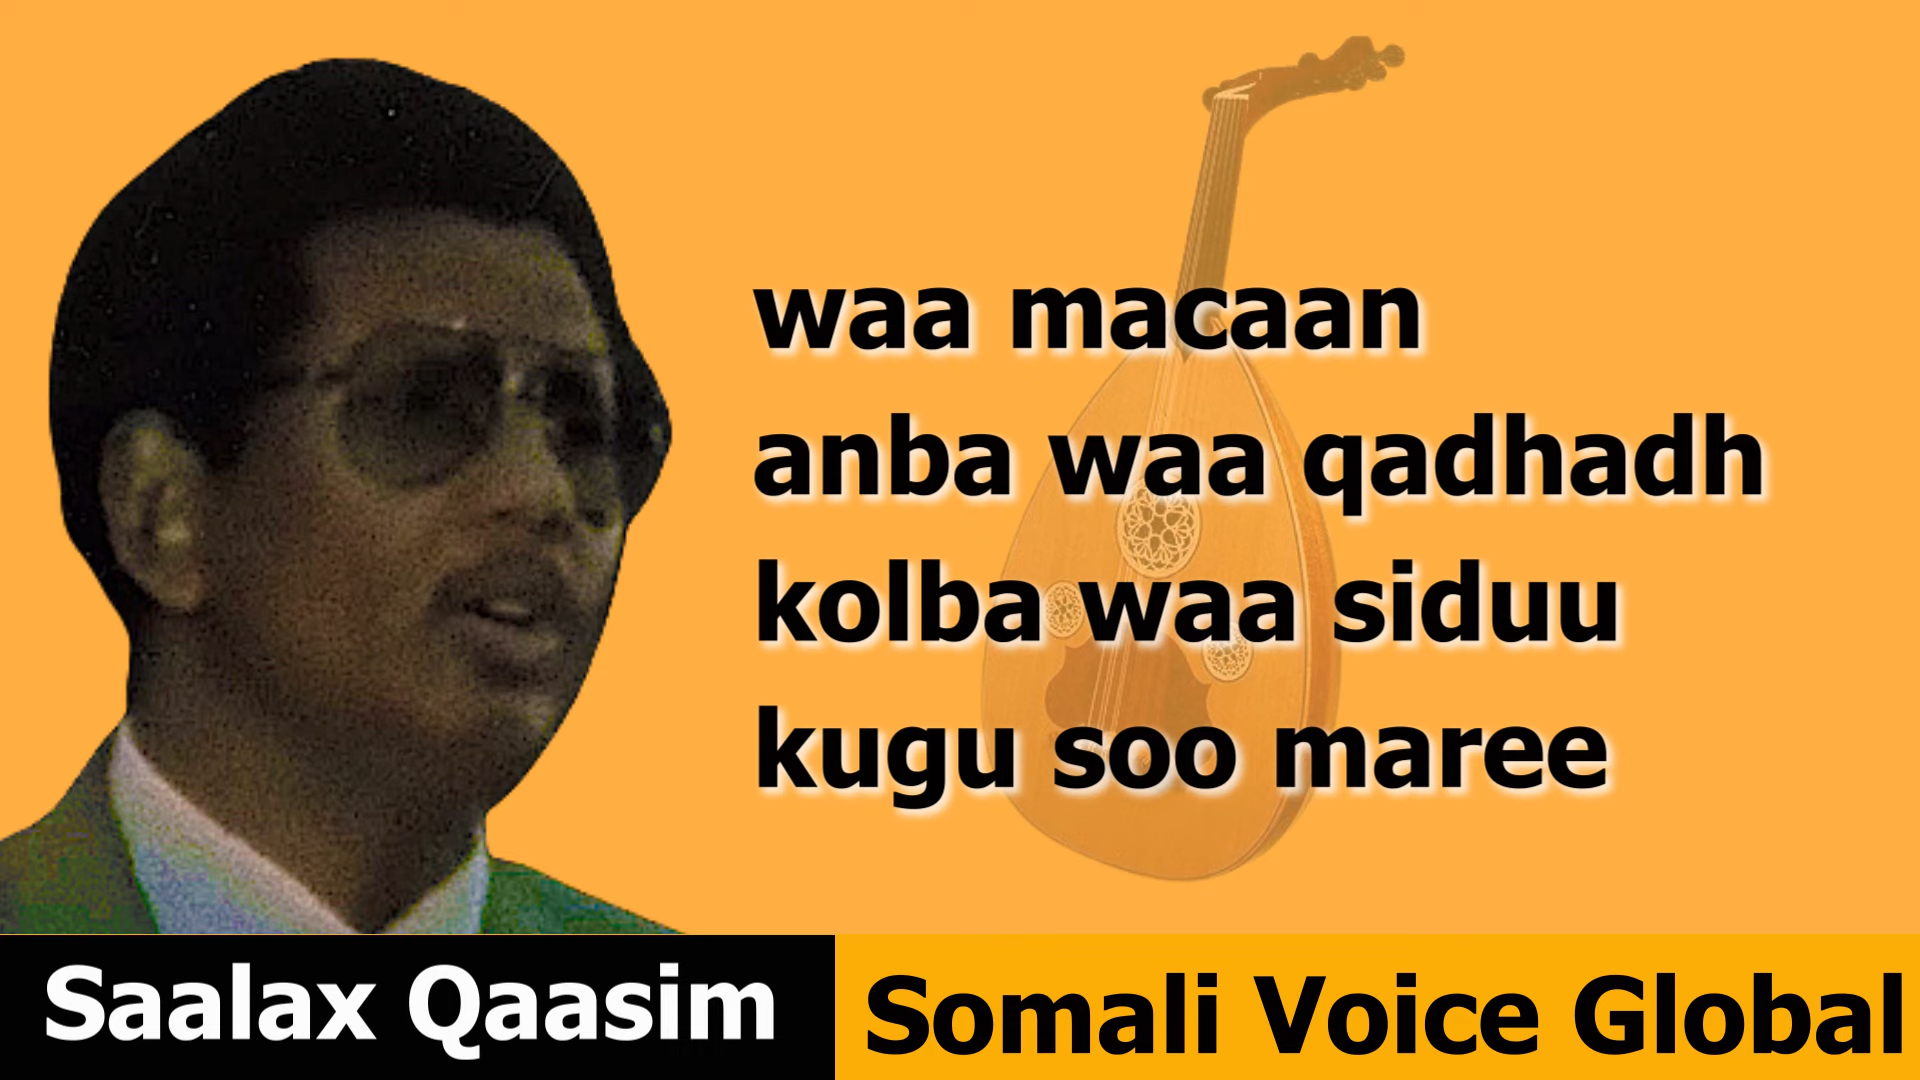 waa macaan
anba waa qadhadh
kolba waa siduu
kugu soo maree
Saalax Qaasim
Somali Voice Global